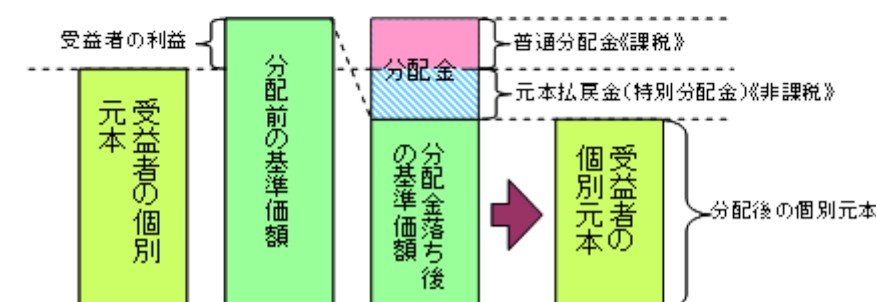 受益者の利益
受益者の個別
元本
分配前の基準価額
分配金
分配金落ち後
の基準価額
普通分配金《課税》
元本払戻金(特別分配金)《非課税》
受益者の
個別元本
分配後の個別元本